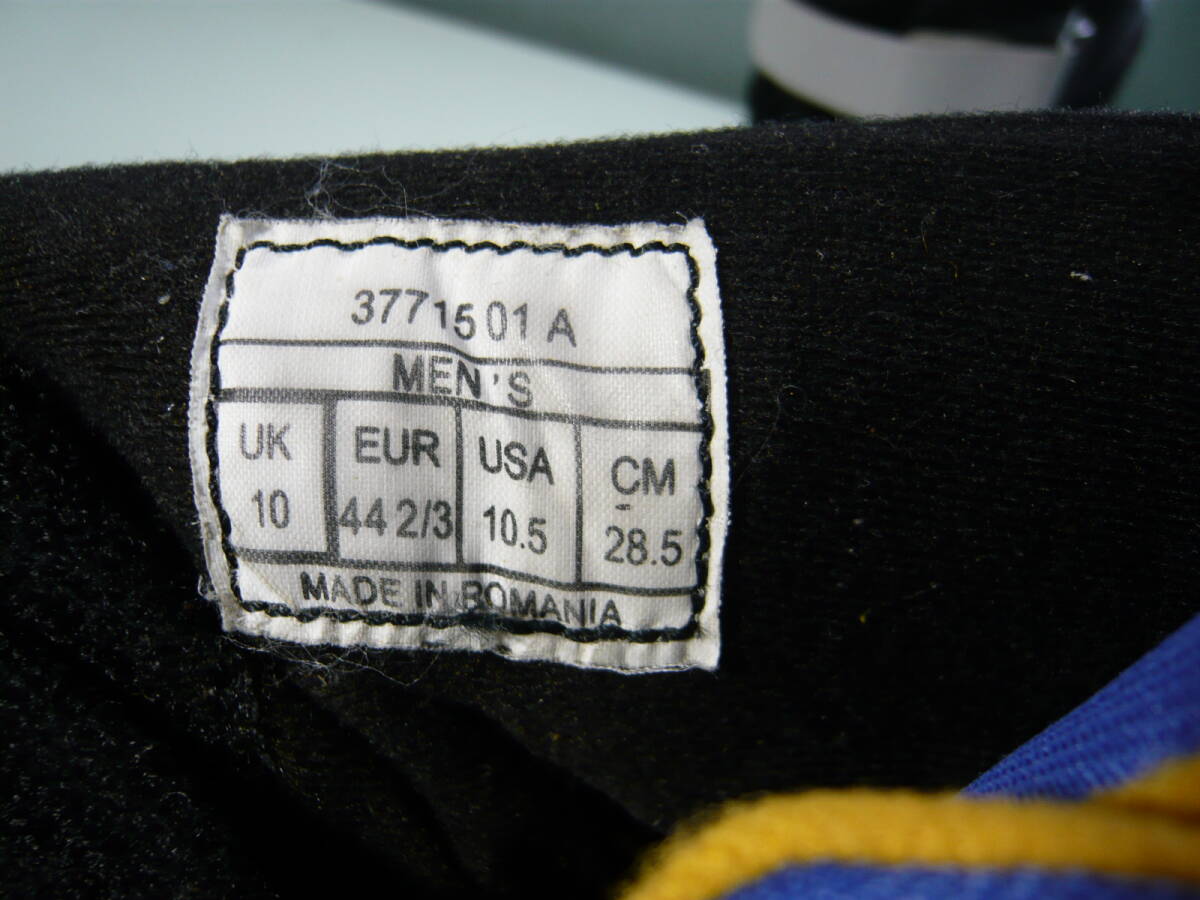 3771501 A
MEN'S
UK EUR USA CM
10 44 2/3 10.5 28.5
MADE IN ROMANIA